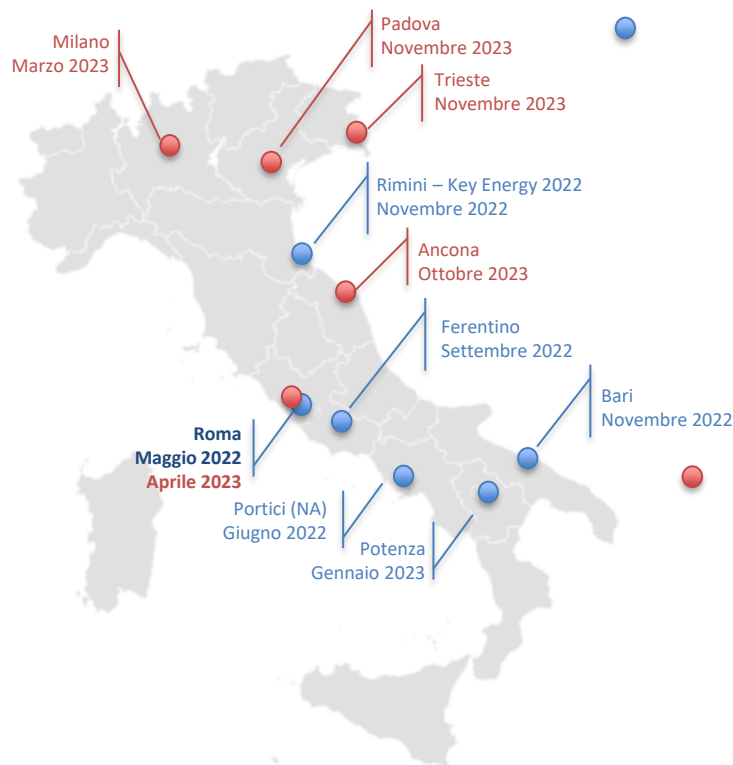 Milano
Marzo 2023
Padova
Novembre 2023
Trieste
Novembre 2023
Rimini – Key Energy 2022
Novembre 2022
Ancona
Ottobre 2023
Ferentino
Settembre 2022
Bari
Novembre 2022
Roma
Maggio 2022
Aprile 2023
Portici (NA)
Giugno 2022
Potenza
Gennaio 2023